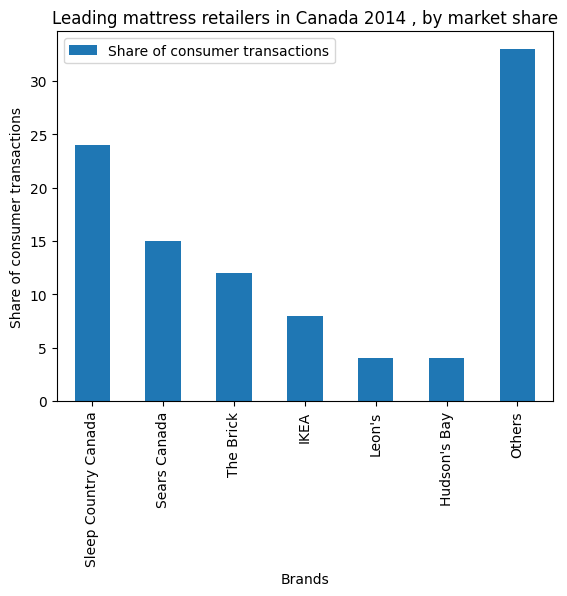 Leading mattress retailers in Canada 2014 , by market share
Share of consumer transactions
Share of consumer transactions
30
25
20
15
10
5
0
Sleep Country Canada
Sears Canada
The Brick
IKEA
Leon's
Hudson's Bay
Others
Brands